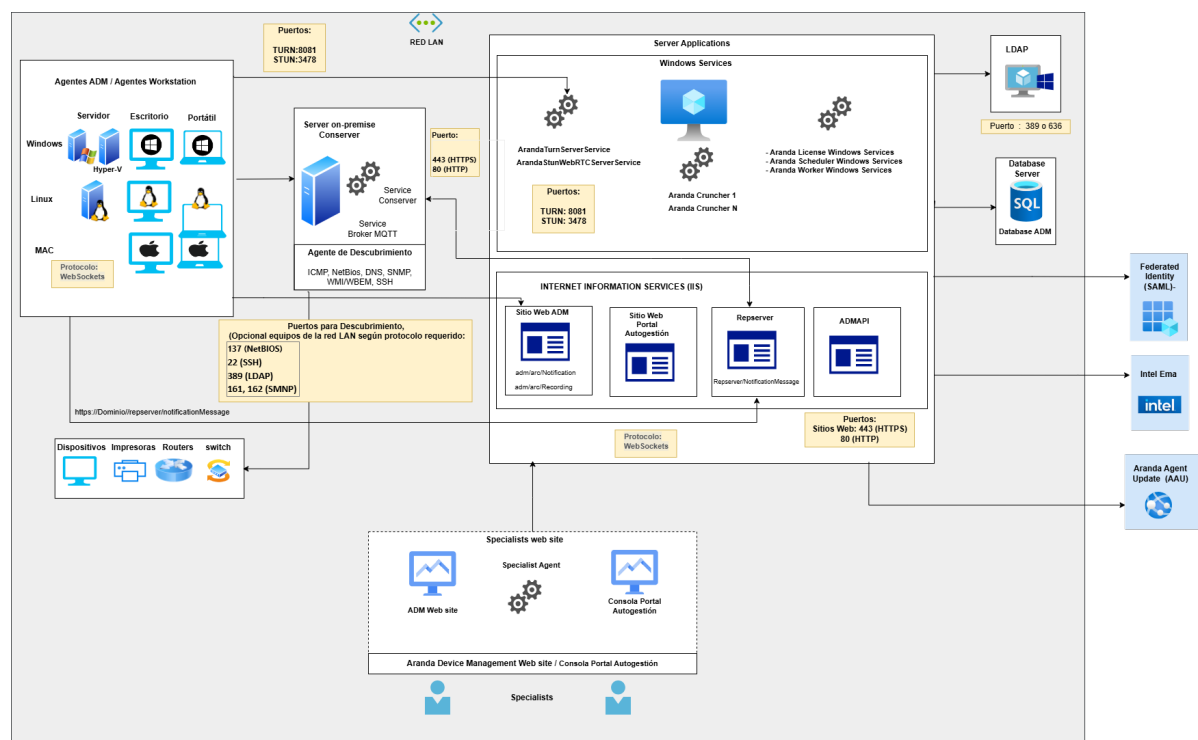 RED LAN
Puertos:
TURN:8081
STUN:3478
Agentes ADM / Agentes Workstation
Servidor
Escritorio
Portátil
Windows
Hyper-V
Linux
MAC
Protocolo:
WebSockets
Server on-premise
Conserver
Service
Conserver
Service
Broker MQTT
Agente de Descubrimiento
ICMP, NetBios, DNS, SNMP,
WMI/WBEM, SSH
Puerto:
443 (HTTPS)
80 (HTTP)
Server Applications
Windows Services
ArandaTurnServerService
ArandaStunWebRTCServerService
Puertos:
TURN: 8081
STUN: 3478
Aranda Cruncher 1
Aranda Cruncher N
- Aranda License Windows Services
- Aranda Scheduler Windows Services
- Aranda Worker Windows Services
LDAP
Puerto : 389 o 636
Database
Server
SQL
Database ADM
INTERNET INFORMATION SERVICES (IIS)
Sitio Web ADM
adm/arc/Notification
adm/arc/Recording
Sitio Web
Portal
Autogestión
Repserver
Repserver/NotificationMessage
ADMAPI
Puertos:
Sitios Web: 443 (HTTPS)
80 (HTTP)
Protocolo:
WebSockets
Federated
Identity
(SAML)-
Intel Ema
intel
Aranda Agent
Update (AAU)
Puertos para Descubrimiento,
(Opcional equipos de la red LAN según protocolo requerido:
137 (NetBIOS)
22 (SSH)
389 (LDAP)
161, 162 (SMNP)
https://Dominio//repserver/notificationMessage
Dispositivos
Impresoras
Routers
switch
Specialists web site
Specialist Agent
ADM Web site
Consola Portal
Autogestión
Aranda Device Management Web site / Consola Portal Autogestión
Specialists